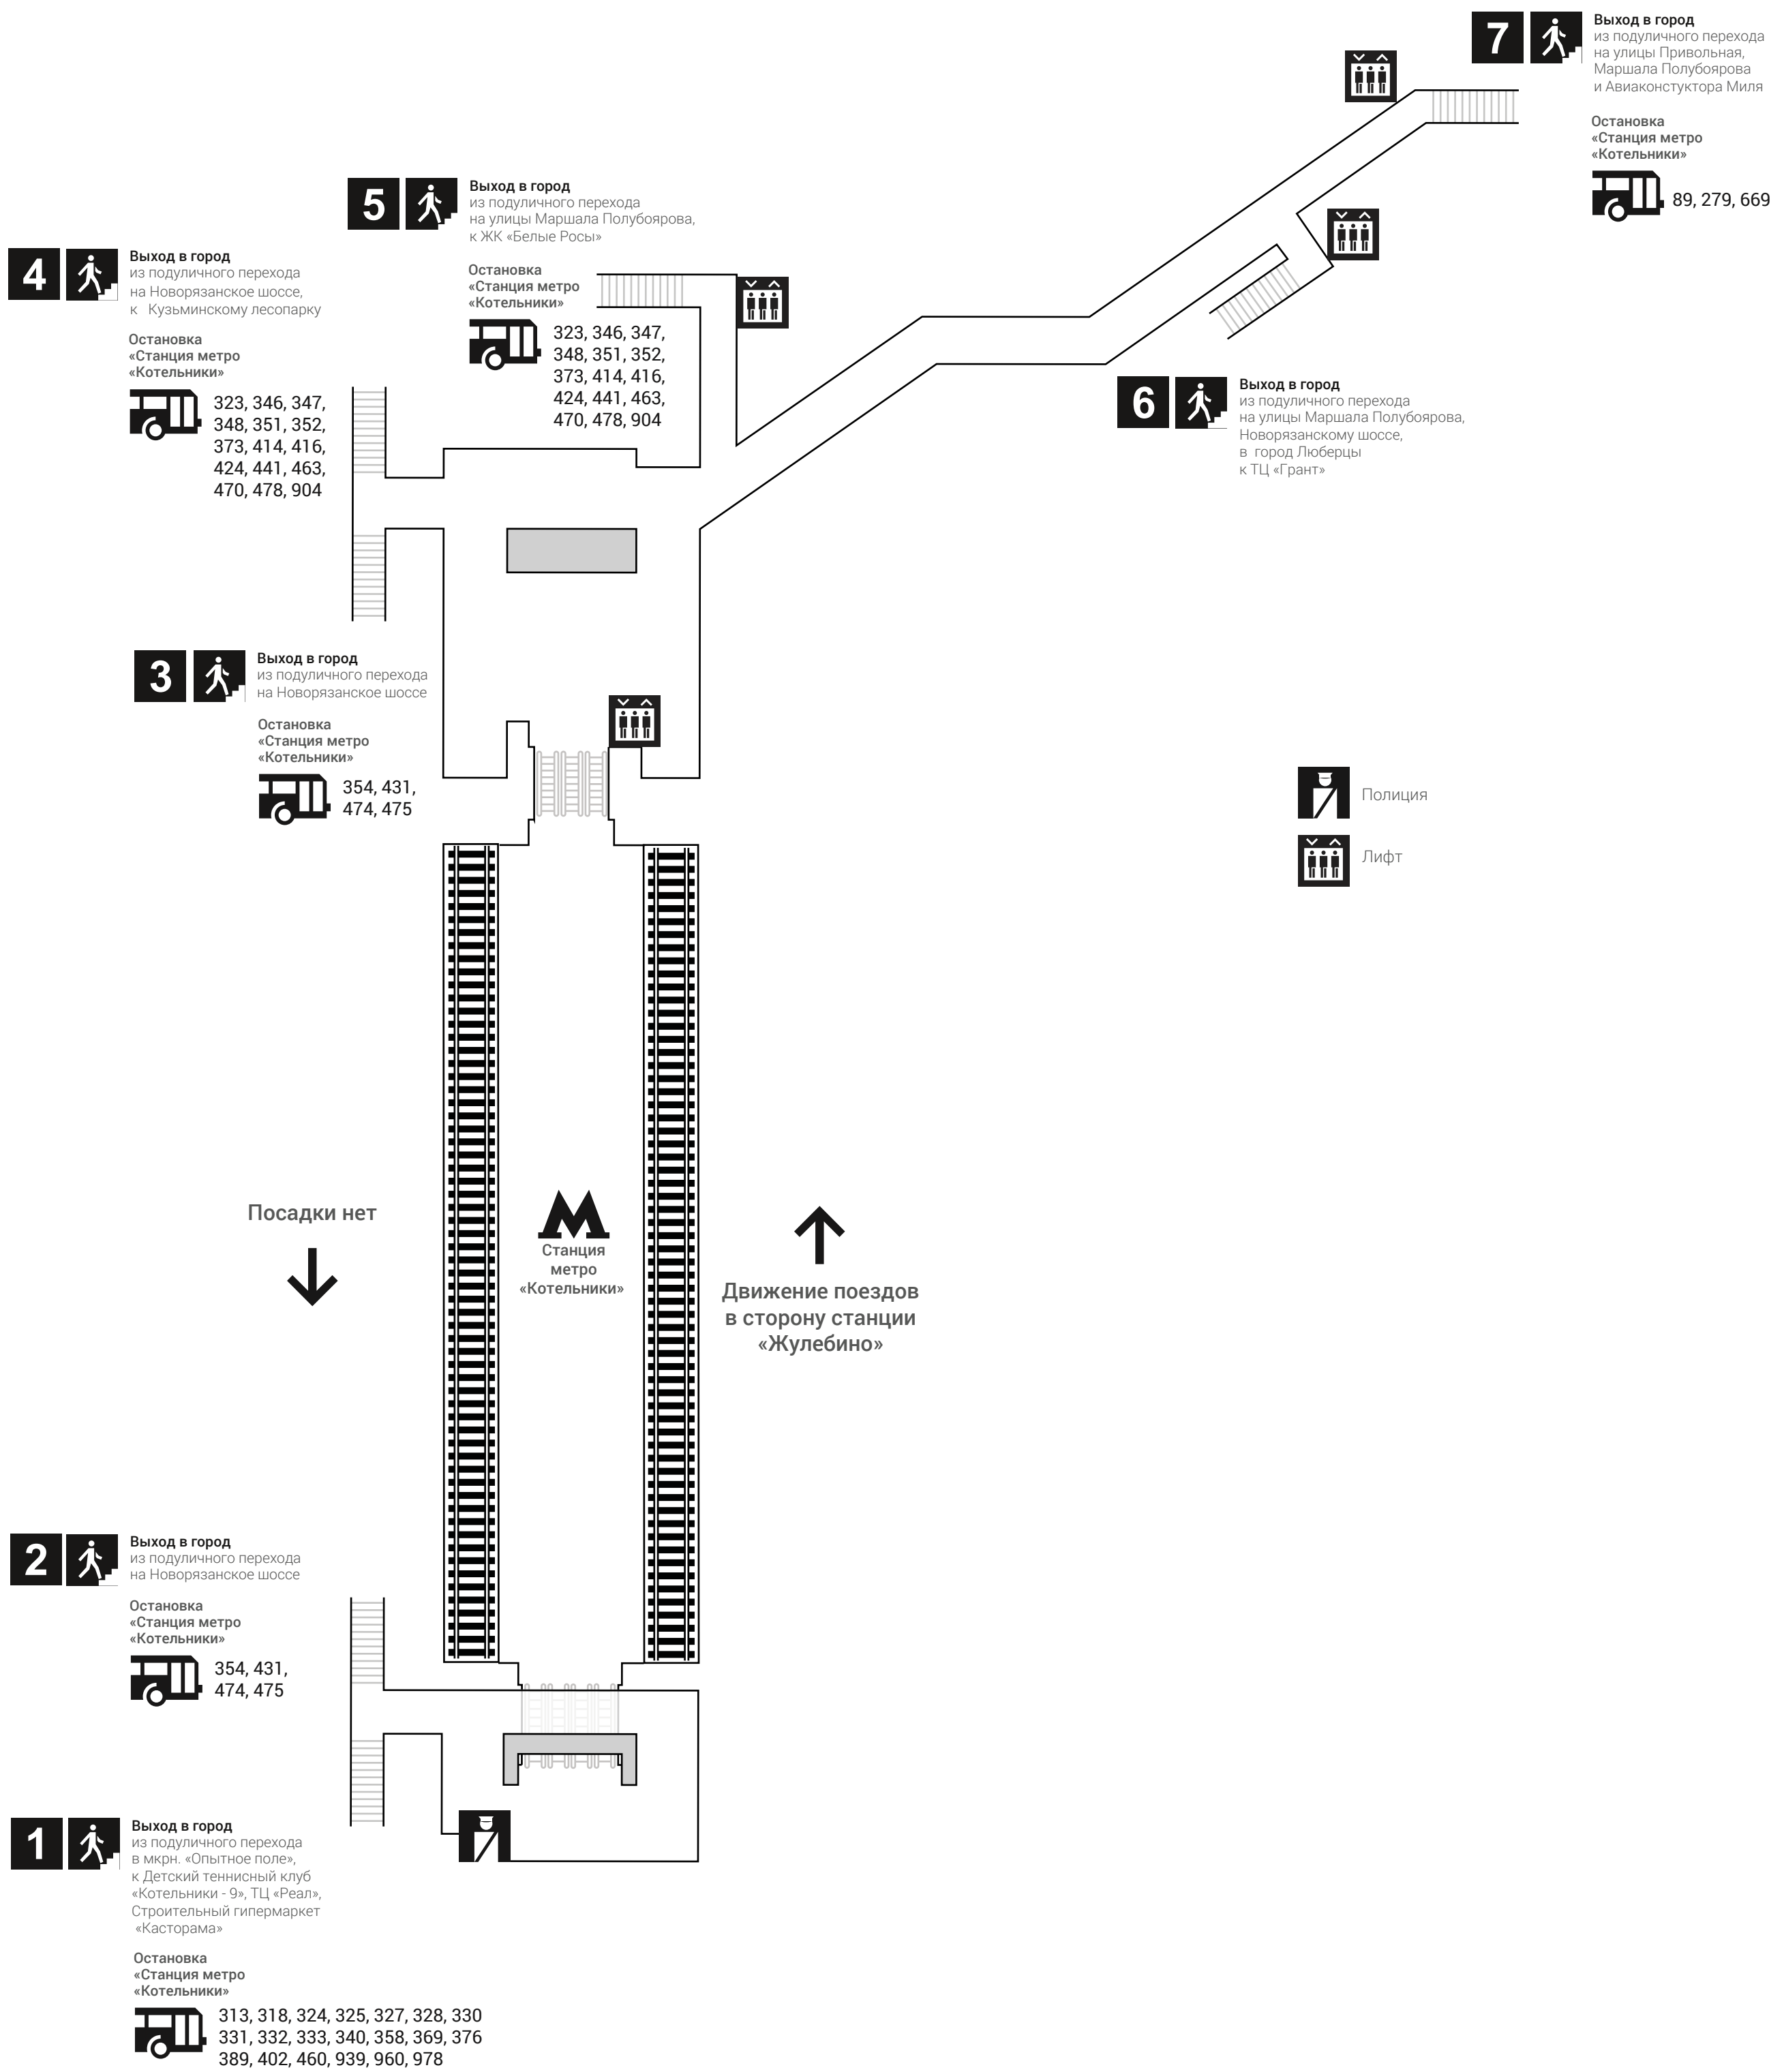 7
Выход в город
из подуличного перехода
на улицы Привольная,
Маршала Полубоярова
и Авиаконстуктора Миля
Остановка
«Станция метро
«Котельники»
89, 279, 669
5
Выход в город
из подуличного перехода
на улицы Маршала Полубоярова,
к ЖК «Белые Росы»
Остановка
«Станция метро
«Котельники»
323, 346, 347,
348, 351, 352,
373, 414, 416,
424, 441, 463,
470, 478, 904
4
Выход в город
из подуличного перехода
на Новорязанское шоссе,
к Кузьминскому лесопарку
Остановка
«Станция метро
«Котельники»
323, 346, 347,
348, 351, 352,
373, 414, 416,
424, 441, 463,
470, 478, 904
6
Выход в город
из подуличного перехода
на улицы Маршала Полубоярова,
Новорязанскому шоссе,
в город Люберцы
к ТЦ «Грант»
3
Выход в город
из подуличного перехода
на Новорязанское шоссе
Остановка
«Станция метро
«Котельники»
354, 431,
474, 475
Полиция
Лифт
Посадки нет
Станция
метро
«Котельники»
Движение поездов
в сторону станции
«Жулебино»
2
Выход в город
из подуличного перехода
на Новорязанское шоссе
Остановка
«Станция метро
«Котельники»
354, 431,
474, 475
1
Выход в город
из подуличного перехода
в мкрн. «Опытное поле»,
к Детский теннисный клуб
«Котельники - 9», ТЦ «Реал»,
Строительный гипермаркет
«Касторама»
Остановка
«Станция метро
«Котельники»
313, 318, 324, 325, 327, 328, 330
331, 332, 333, 340, 358, 369, 376
389, 402, 460, 939, 960, 978